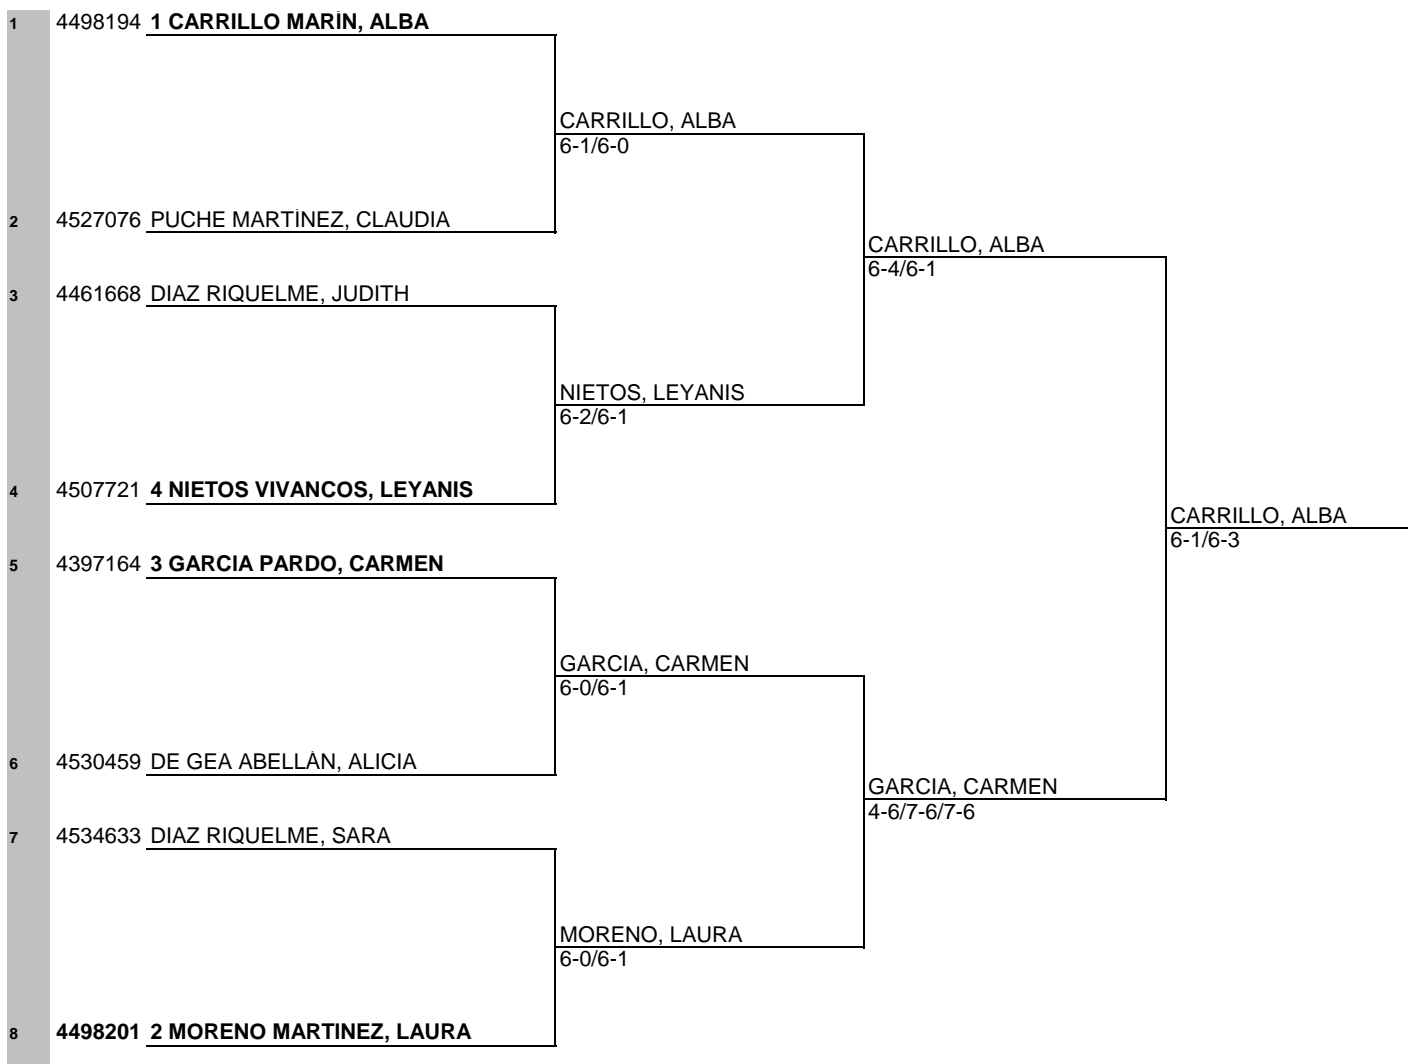 1 4498194 1 CARRILLO MARÍN, ALBA
CARRILLO, ALBA
6-1/6-0
2 4527076 PUCHE MARTÍNEZ, CLAUDIA
CARRILLO, ALBA
6-4/6-1
3 4461668 DIAZ RIQUELME, JUDITH
NIETOS, LEYANIS
6-2/6-1
4 4507721 4 NIETOS VIVANCOS, LEYANIS
CARRILLO, ALBA
6-1/6-3
5 4397164 3 GARCIA PARDO, CARMEN
GARCIA, CARMEN
6-0/6-1
6 4530459 DE GEA ABELLÁN, ALICIA
GARCIA, CARMEN
4-6/7-6/7-6
7 4534633 DIAZ RIQUELME, SARA
MORENO, LAURA
6-0/6-1
8 4498201 2 MORENO MARTINEZ, LAURA